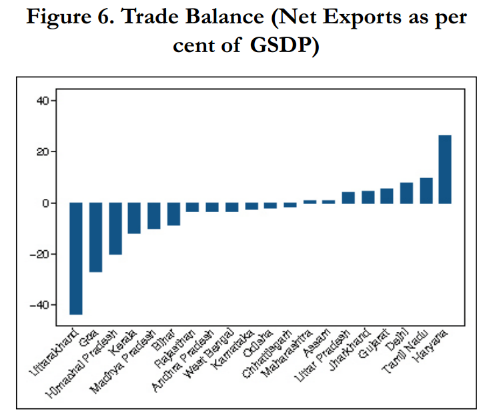 Figure 6. Trade Balance (Net Exports as per
cent of GSDP)
40
20
0
-20
-40
Uttarakhand
Goa
Himachal Pradesh
Kerala
Madhya Pradesh
Bihar
Rajasthan
Andhra Pradesh
West Bengal
Karnataka
Odisha
Chhattisgarh
Maharashtra
Assam
Uttar Pradesh
Jharkhand
Gujarat
Delhi
Tamil Nadu
Haryana